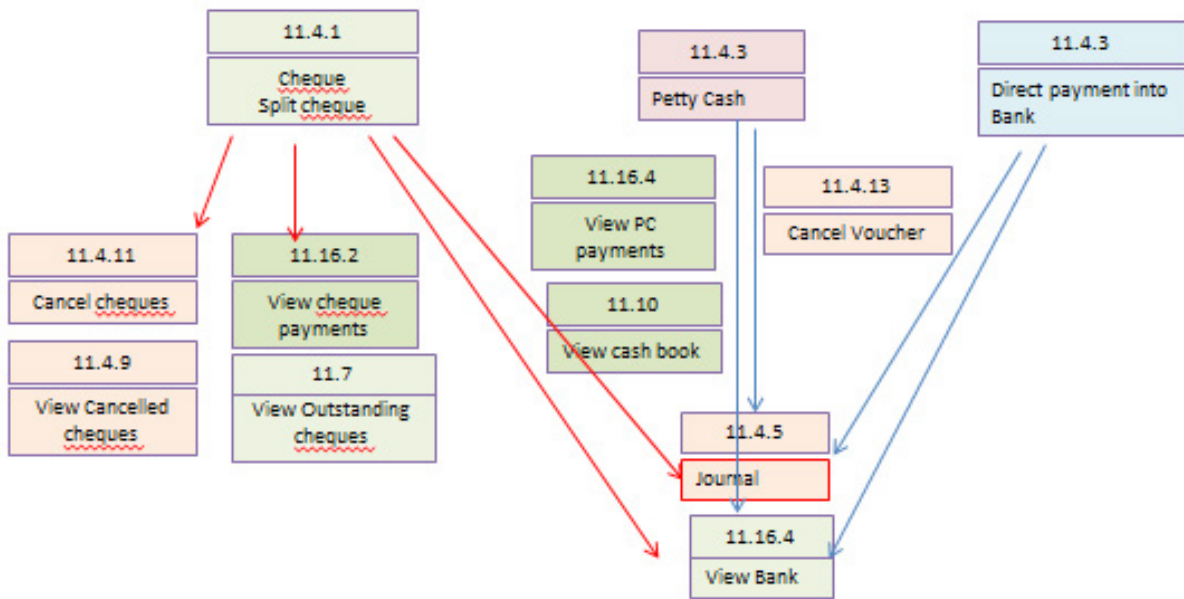 11.4.1
Cheque
Split cheque
11.4.3
Petty Cash
11.4.3
Direct payment into
Bank
11.16.4
View PC
payments
11.4.13
Cancel Voucher
11.4.11
Cancel cheques
11.16.2
View cheque
payments
11.10
View cash book
11.4.9
View Cancelled
cheques
11.7
View Outstanding
cheques
11.4.5
Journal
11.16.4
View Bank